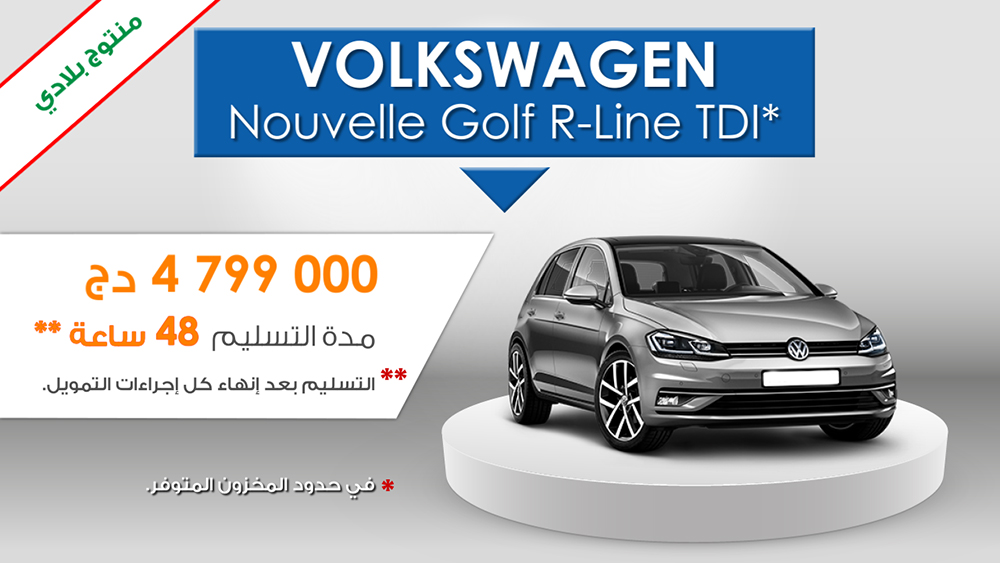 منتوج بلادي
VOLKSWAGEN
Nouvelle Golf R-Line TDI*
4 799 000 دج
مدة التسليم 48 ساعة **
** التسليم بعد إنهاء كل إجراءات التمويل.
* في حدود المخزون المتوفر.